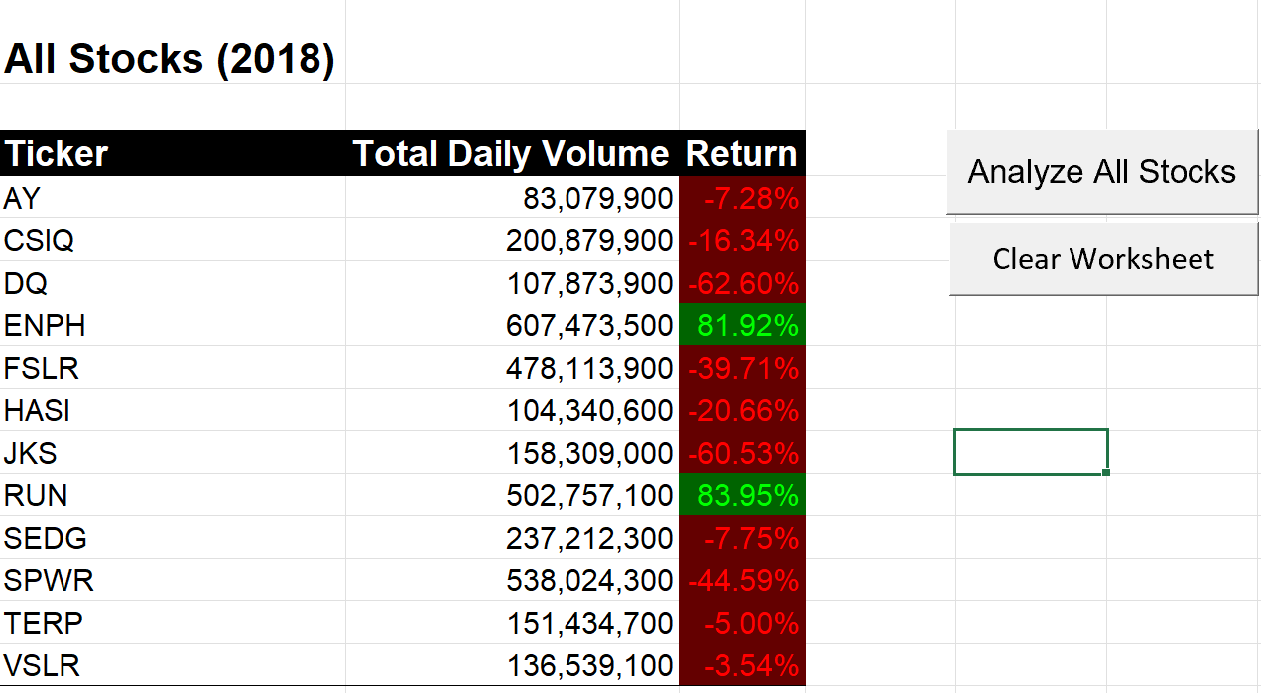 All Stocks (2018)
Ticker Total Daily Volume Return
AY 83,079,900 -7.28%
CSIQ 200,879,900 -16.34%
DQ 107,873,900 -62.60%
ENPH 607,473,500 81.92%
FSLR 478,113,900 -39.71%
HASI 104,340,600 -20.66%
JKS 158,309,000 -60.53%
RUN 502,757,100 83.95%
SEDG 237,212,300 -7.75%
SPWR 538,024,300 -44.59%
TERP 151,434,700 -5.00%
VSLR 136,539,100 -3.54%
Analyze All Stocks
Clear Worksheet